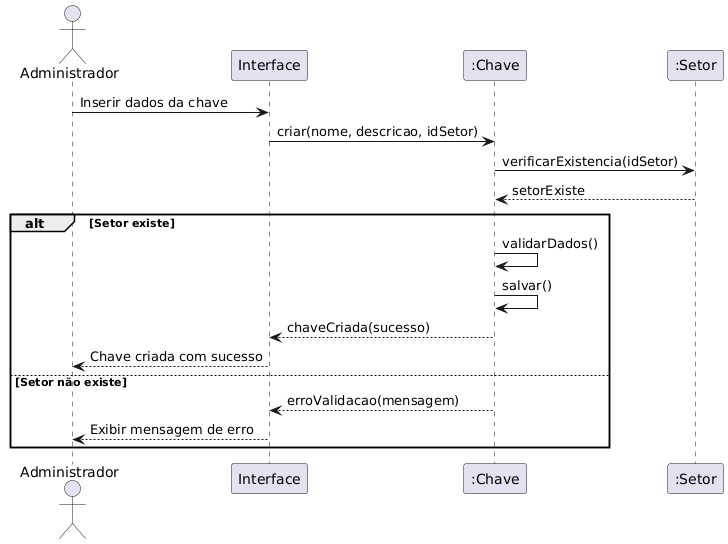 Administrador
Interface
:Chave
:Setor
Inserir dados da chave
criar(nome, descricao, idSetor)
verificarExistencia(idSetor)
setorExiste
alt
[Setor existe]
validarDados()
salvar()
chaveCriada(sucesso)
Chave criada com sucesso
[Setor não existe]
erroValidacao(mensagem)
Exibir mensagem de erro
Administrador
Interface
:Chave
:Setor